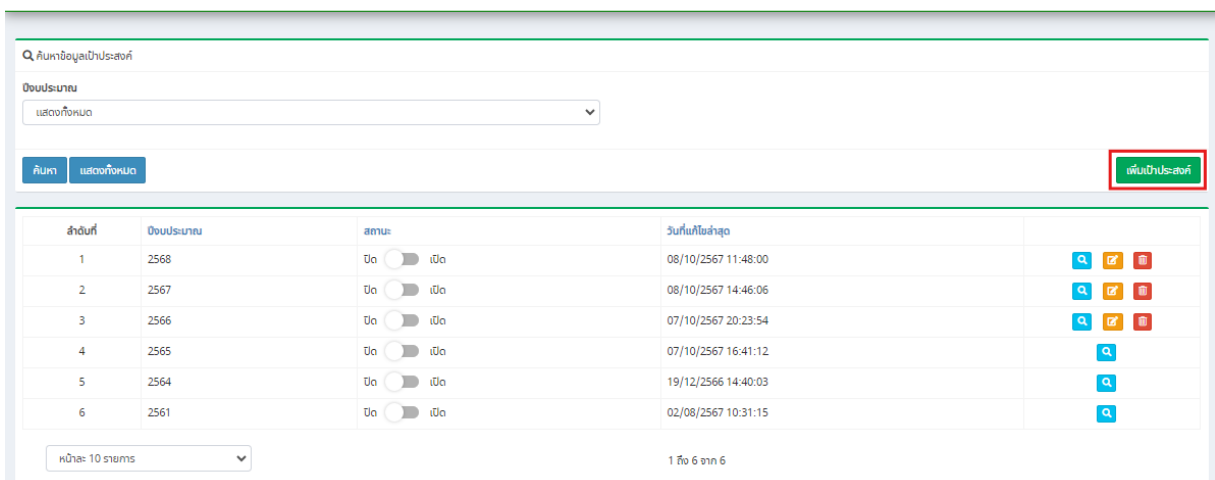 ค้นหาข้อมูลเป้าประสงค์
ปีงบประมาณ
แสดงทั้งหมด
ค้นหา แสดงทั้งหมด เพิ่มเป้าประสงค์
ลำดับที่ ปีงบประมาณ สถานะ วันที่แก้ไขล่าสุด
1 2568 ปิด เปิด 08/10/2567 11:48:00
2 2567 ปิด เปิด 08/10/2567 14:46:06
3 2566 ปิด เปิด 07/10/2567 20:23:54
4 2565 ปิด เปิด 07/10/2567 16:41:12
5 2564 ปิด เปิด 19/12/2566 14:40:03
6 2561 ปิด เปิด 02/08/2567 10:31:15
หน้าละ 10 รายการ 1 ถึง 6 จาก 6